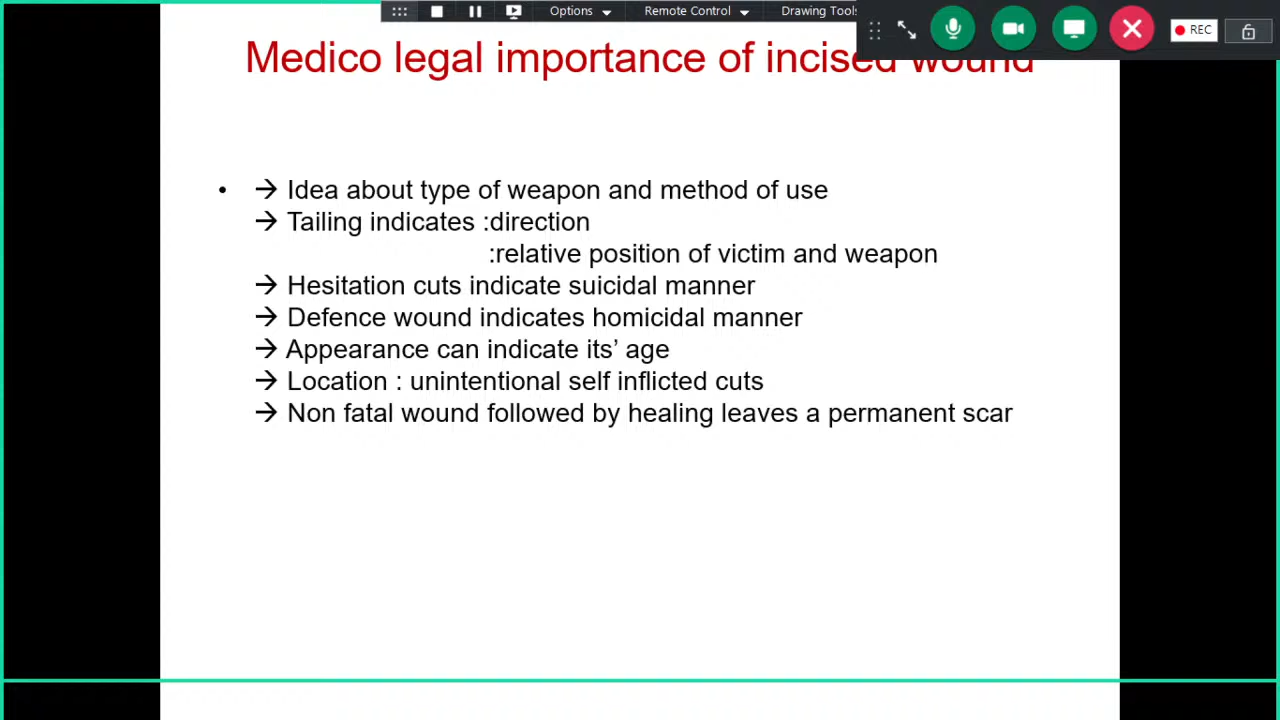 Options
Remote Control
Drawing Tools
REC
Medico legal importance of incised wound
• → Idea about type of weapon and method of use
→ Tailing indicates :direction
:relative position of victim and weapon
→ Hesitation cuts indicate suicidal manner
→ Defence wound indicates homicidal manner
→ Appearance can indicate its’ age
→ Location : unintentional self inflicted cuts
→ Non fatal wound followed by healing leaves a permanent scar